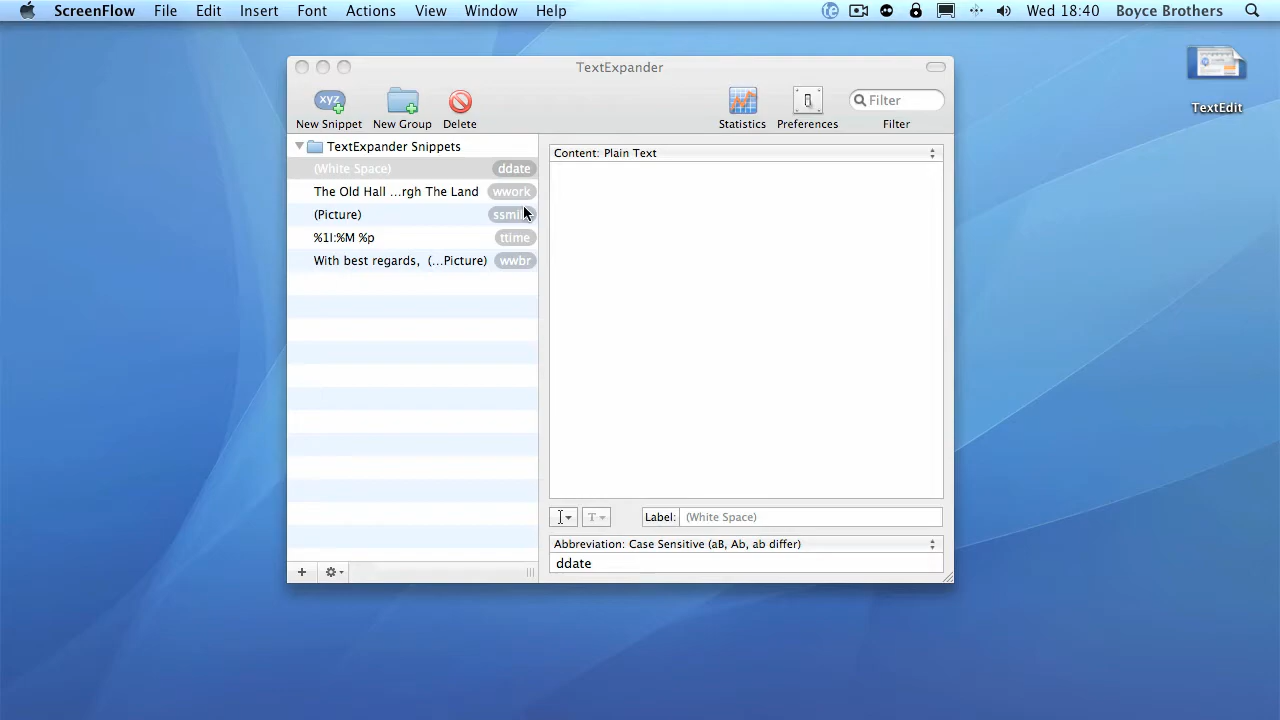 ScreenFlow File Edit Insert Font Actions View Window Help Wed 18:40 Boyce Brothers
TextExpander
New Snippet New Group Delete Statistics Preferences Filter
Filter
TextEdit
TextExpander Snippets
(White Space) ddate
The Old Hall ...rgh The Land wwork
(Picture)
%1I:%M %p ttime
With best regards, (...Picture) wwbr
Content: Plain Text
Label: (White Space)
Abbreviation: Case Sensitive (aB, Ab, ab differ)
ddate